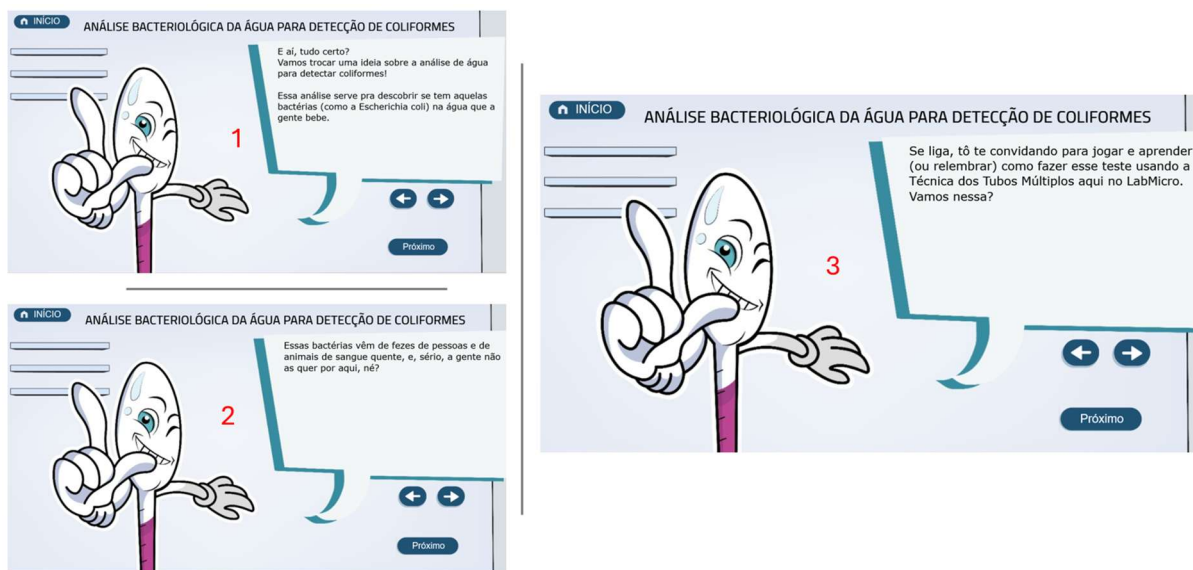 INÍCIO
ANÁLISE BACTERIOLÓGICA DA ÁGUA PARA DETECÇÃO DE COLIFORMES
E aí, tudo certo?
Vamos trocar uma ideia sobre a análise de água
para detectar coliformes!
Essa análise serve pra descobrir se tem aquelas
bactérias (como a Escherichia coli) na água que a
gente bebe.
1
Próximo
INÍCIO
ANÁLISE BACTERIOLÓGICA DA ÁGUA PARA DETECÇÃO DE COLIFORMES
Essas bactérias vêm de fezes de pessoas e de
animais de sangue quente, e, sério, a gente não
as quer por aqui, né?
2
Próximo
INÍCIO
ANÁLISE BACTERIOLÓGICA DA ÁGUA PARA DETECÇÃO DE COLIFORMES
Se liga, tô te convidando para jogar e aprender
(ou relembrar) como fazer esse teste usando a
Técnica dos Tubos Múltiplos aqui no LabMicro.
Vamos nessa?
3
Próximo